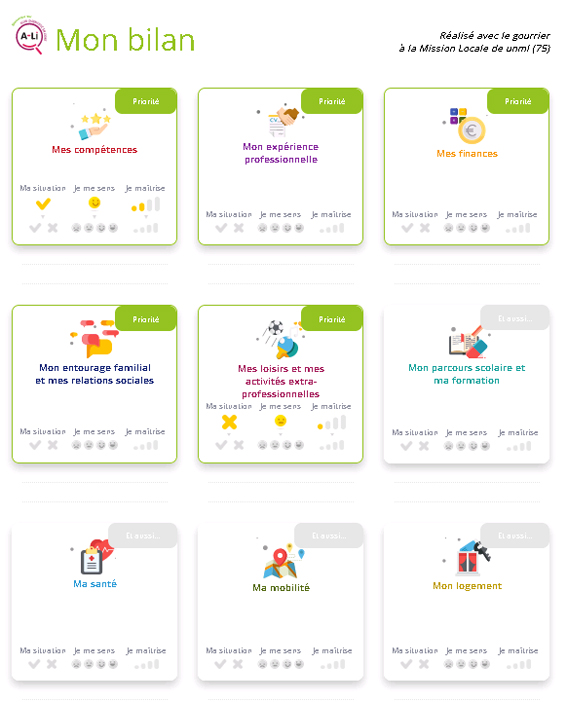 A-Li
Mon bilan
Réalisé avec le gourrier
à la Mission Locale de unml (75)
Priorité
Mes compétences
Ma situation Je me sens Je maîtrise
Priorité
CV
Mon expérience
professionnelle
Ma situation Je me sens Je maîtrise
Priorité
Mes finances
Ma situation Je me sens Je maîtrise
Priorité
Mon entourage familial
et mes relations sociales
Ma situation Je me sens Je maîtrise
Priorité
Mes loisirs et mes
activités extra-
professionnelles
Ma situation Je me sens Je maîtrise
Et aussi...
Mon parcours scolaire et
ma formation
Ma situation Je me sens Je maîtrise
Et aussi...
Ma santé
Ma situation Je me sens Je maîtrise
Et aussi...
Ma mobilité
Ma situation Je me sens Je maîtrise
Et aussi...
Mon logement
Ma situation Je me sens Je maîtrise